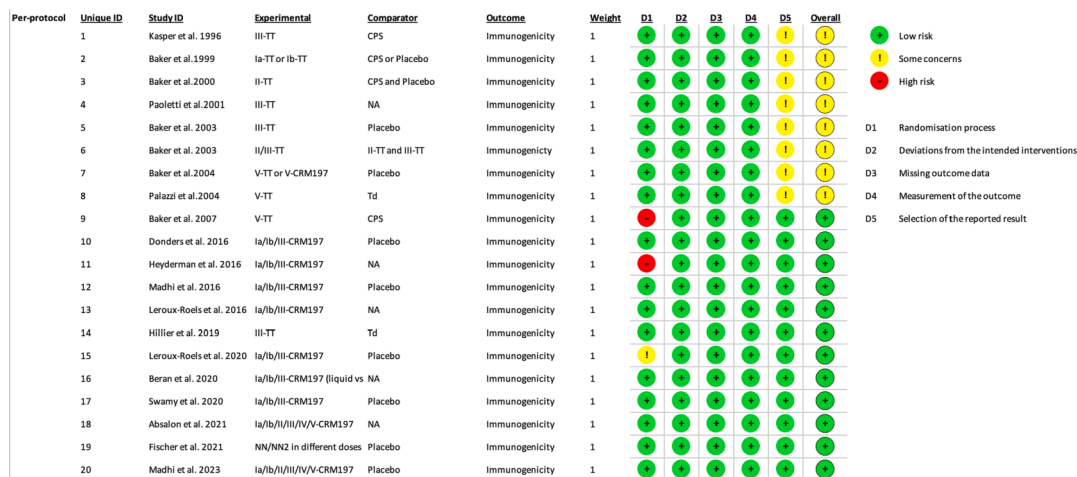 Per-protocol Unique ID Study ID Experimental Comparator Outcome Weight D1 D2 D3 D4 D5 Overall
1 Kasper et al. 1996 III-TT CPS Immunogenicity 1 + + + + ! ! + Low risk
2 Baker et al.1999 Ia-TT or Ib-TT CPS or Placebo Immunogenicity 1 + + + + ! ! ! Some concerns
3 Baker et al.2000 II-TT CPS and Placebo Immunogenicity 1 + + + + ! ! - High risk
4 Paoletti et al.2001 III-TT NA Immunogenicity 1 + + + + ! !
5 Baker et al. 2003 III-TT Placebo Immunogenicity 1 + + + + ! ! D1 Randomisation process
6 Baker et al. 2003 II/III-TT II-TT and III-TT Immunogenicity 1 + + + + ! ! D2 Deviations from the intended interventions
7 Baker et al.2004 V-TT or V-CRM197 Placebo Immunogenicity 1 + + + + ! ! D3 Missing outcome data
8 Palazzi et al.2004 V-TT Td Immunogenicity 1 + + + + ! ! D4 Measurement of the outcome
9 Baker et al. 2007 V-TT CPS Immunogenicity 1 - + + + + + D5 Selection of the reported result
10 Donders et al. 2016 Ia/Ib/III-CRM197 Placebo Immunogenicity 1 + + + + + +
11 Heyderman et al. 2016 Ia/Ib/III-CRM197 NA Immunogenicity 1 - + + + + +
12 Madhi et al. 2016 Ia/Ib/III-CRM197 Placebo Immunogenicity 1 + + + + + +
13 Leroux-Roels et al. 2016 Ia/Ib/III-CRM197 NA Immunogenicity 1 + + + + + +
14 Hillier et al. 2019 III-TT Td Immunogenicity 1 + + + + + +
15 Leroux-Roels et al. 2020 Ia/Ib/III-CRM197 Placebo Immunogenicity 1 ! + + + + +
16 Beran et al. 2020 Ia/Ib/III-CRM197 (liquid vs NA Immunogenicity 1 + + + + + +
17 Swamy et al. 2020 Ia/Ib/III-CRM197 Placebo Immunogenicity 1 + + + + + +
18 Absalon et al. 2021 Ia/Ib/II/III/IV/V-CRM197 NA Immunogenicity 1 + + + + + +
19 Fischer et al. 2021 NN/NN2 in different doses Placebo Immunogenicity 1 + + + + + +
20 Madhi et al. 2023 Ia/Ib/II/III/IV/V-CRM197 Placebo Immunogenicity 1 + + + + + +